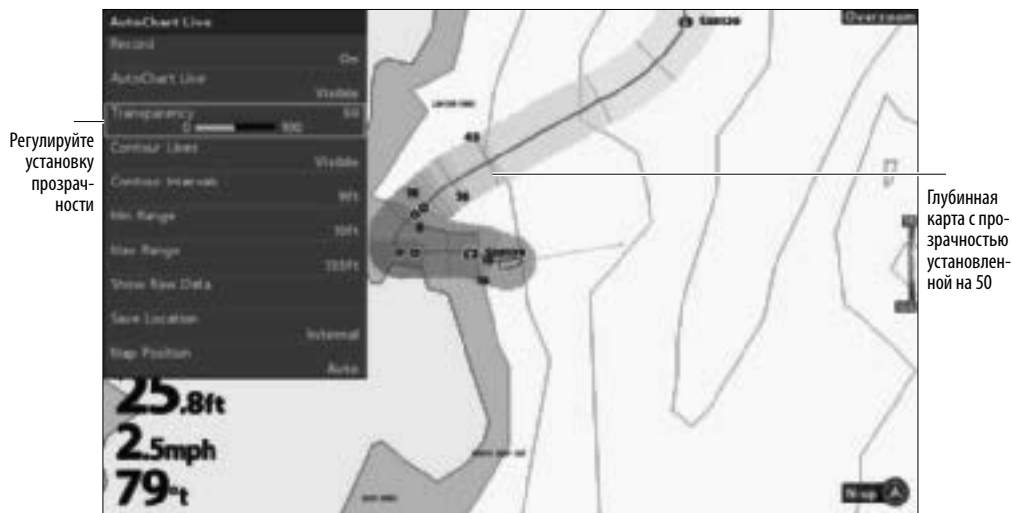 AutoChart Live
Record
On
AutoChart Live
Visible
Transparency 50
0 100
Contour Lines
Visible
Contour Intervals
Min Range
Max Range
Show Raw Data
Save Location
Internal
Map Position
Auto
25.8ft
2.5mph
79°t
Overzoom
N-up
Регулируйте
установку
прозрач-
ности
Глубинная
карта с про-
зрачностью
установлен-
ной на 50